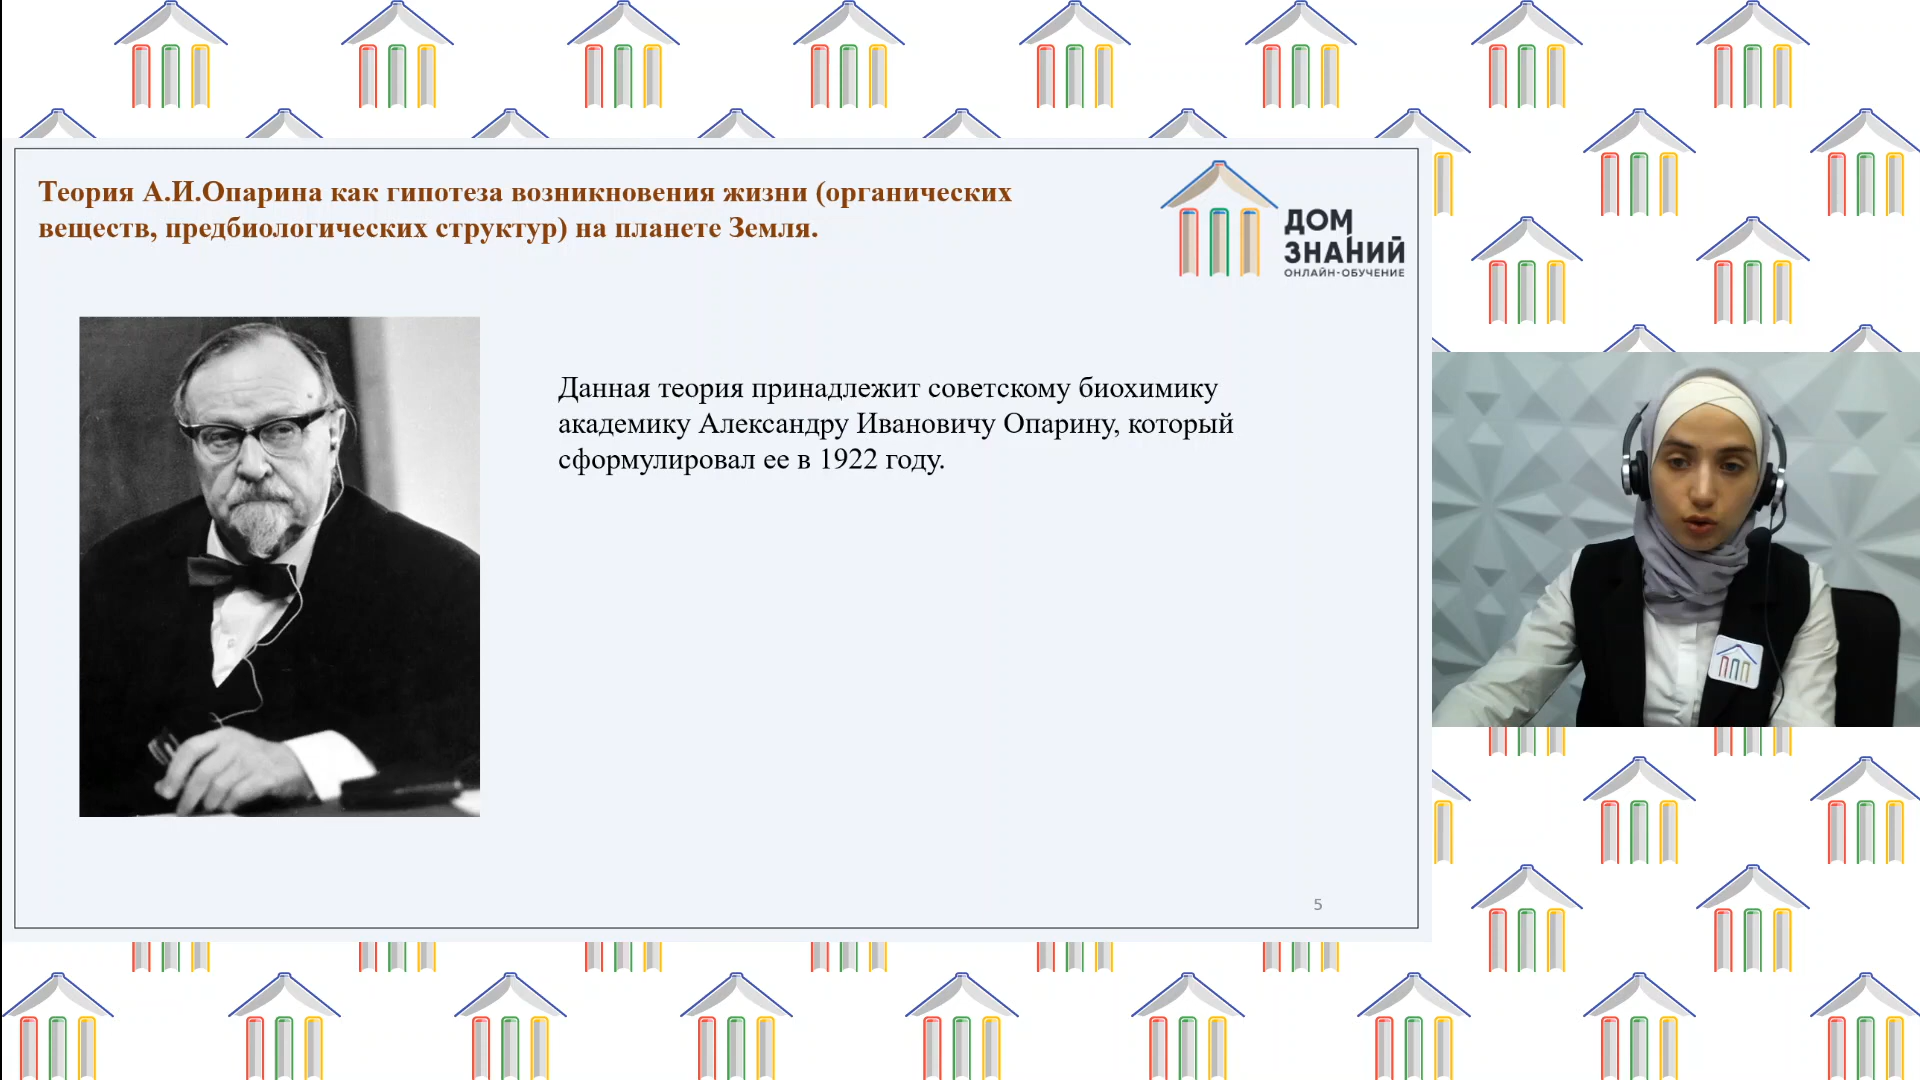 Теория А.И.Опарина как гипотеза возникновения жизни (органических
веществ, предбиологических структур) на планете Земля.
ДОМ
ЗНАНИЙ
ОНЛАЙН-ОБУЧЕНИЕ
Данная теория принадлежит советскому биохимику
академику Александру Ивановичу Опарину, который
сформулировал ее в 1922 году.
5